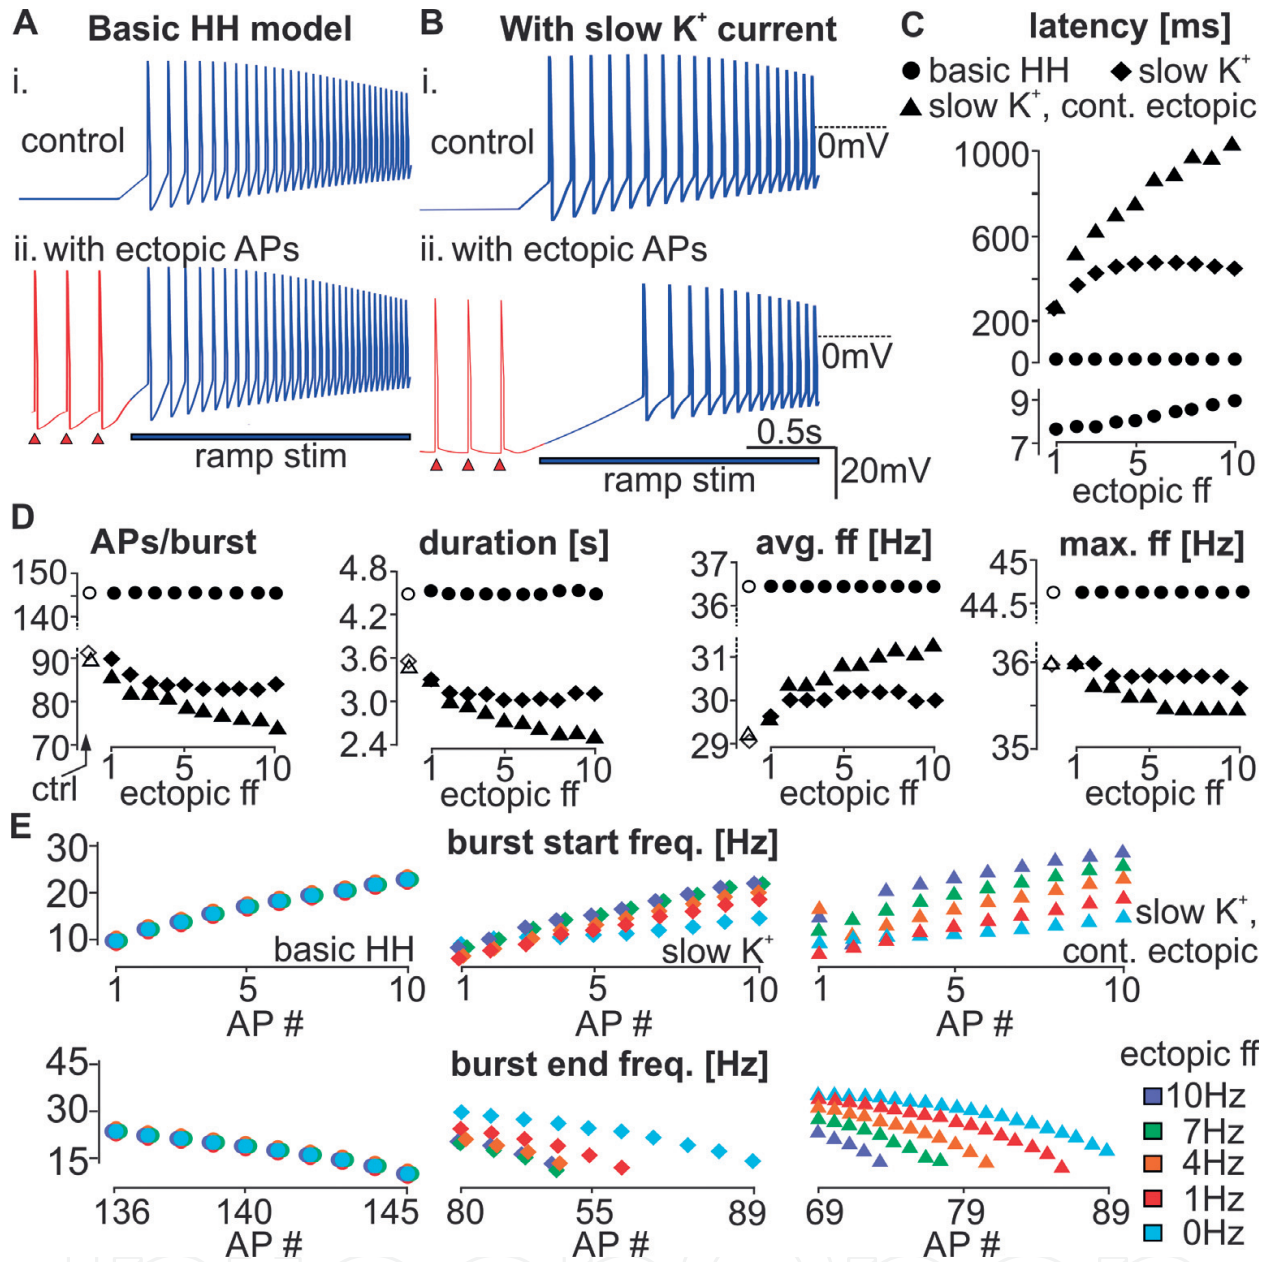 A Basic HH model
i.
control
ii. with ectopic APs
ramp stim
B With slow K⁺ current
i.
control
0mV
ii. with ectopic APs
0mV
0.5s
20mV
ramp stim
C latency [ms]
basic HH slow K⁺
slow K⁺, cont. ectopic
1000
600
200
0
9
7
1 5 10
ectopic ff
D
APs/burst
150
140
90
80
70
ctrl
1 5 10
ectopic ff
duration [s]
4.8
4.2
3.6
3.0
2.4
1 5 10
ectopic ff
avg. ff [Hz]
37
36
31
30
29
1 5 10
ectopic ff
max. ff [Hz]
45
44.5
36
35
1 5 10
ectopic ff
E
burst start freq. [Hz]
30
20
10
basic HH
1 5 10
AP #
slow K⁺
1 5 10
AP #
slow K⁺,
cont. ectopic
1 5 10
AP #
burst end freq. [Hz]
45
30
15
136 140 145
AP #
80 55 89
AP #
69 79 89
AP #
ectopic ff
10Hz
7Hz
4Hz
1Hz
0Hz